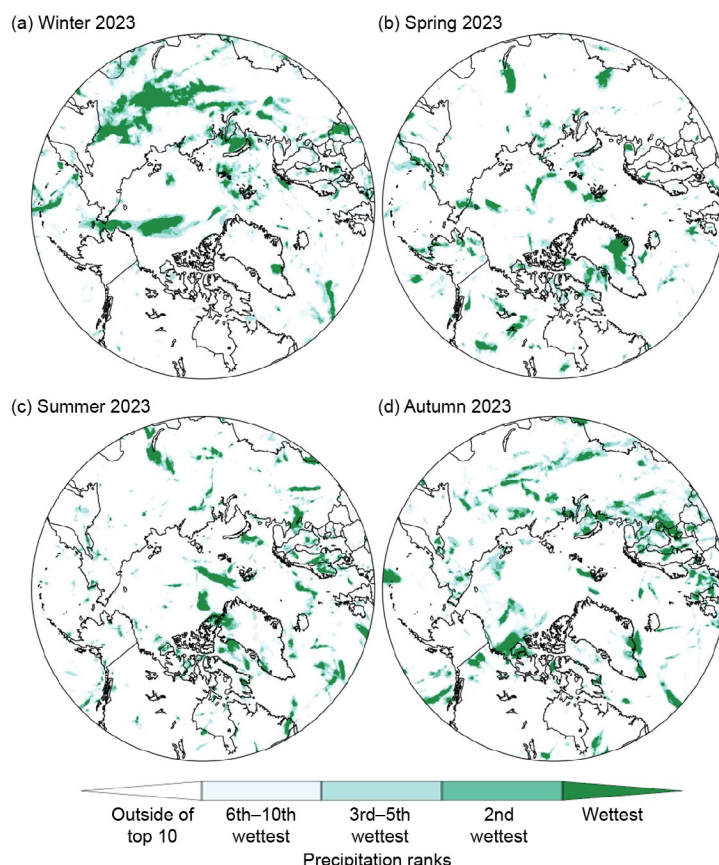 (a) Winter 2023
(b) Spring 2023
(c) Summer 2023
(d) Autumn 2023
Outside of top 10
6th–10th wettest
3rd–5th wettest
2nd wettest
Wettest
Precipitation ranks